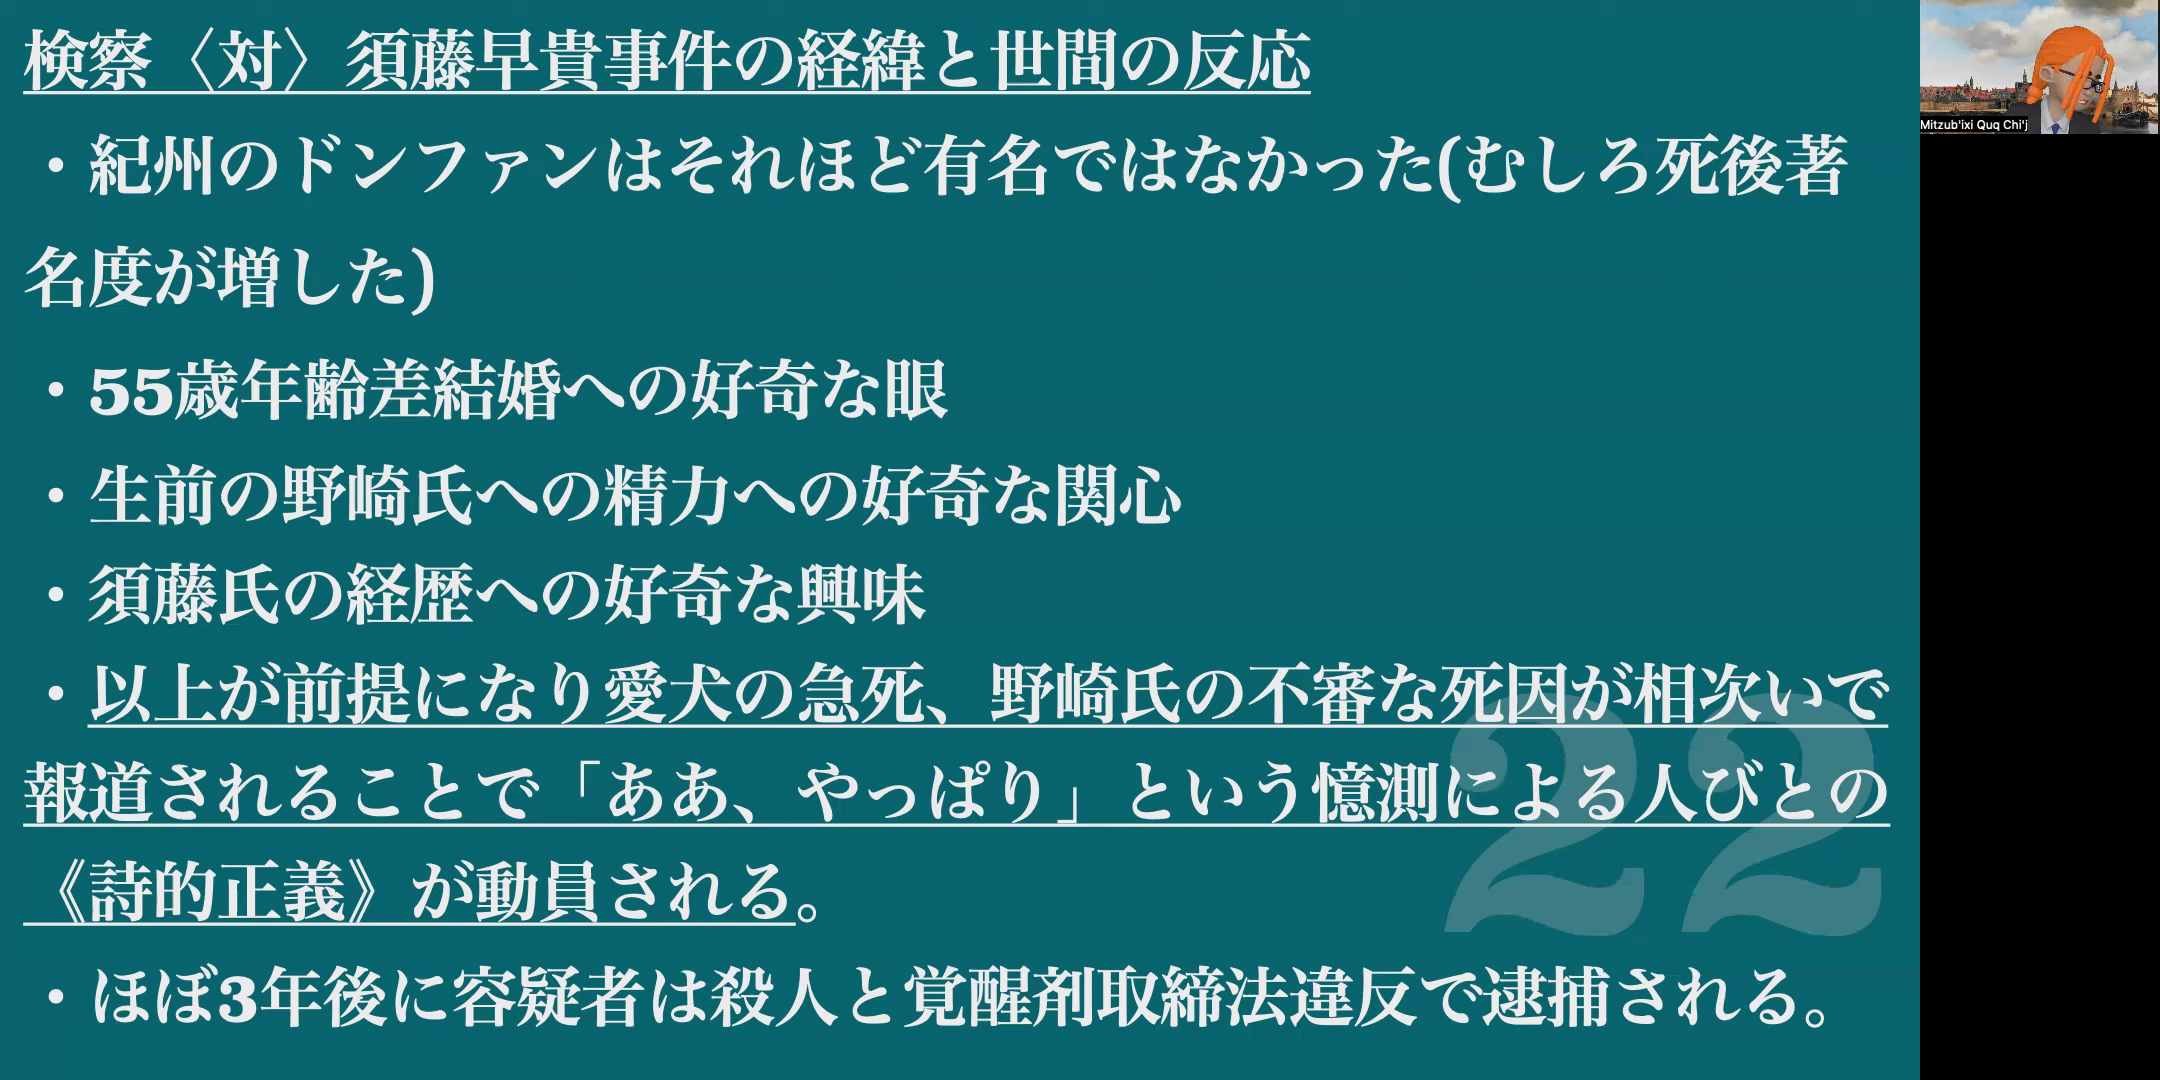 検察〈対〉須藤早貴事件の経緯と世間の反応
・紀州のドンファンはそれほど有名ではなかった(むしろ死後著
名度が増した)
・55歳年齢差結婚への好奇な眼
・生前の野崎氏への精力への好奇な関心
・須藤氏の経歴への好奇な興味
・以上が前提になり愛犬の急死、野崎氏の不審な死因が相次いで
報道されることで「ああ、やっぱり」という憶測による人びとの
《詩的正義》が動員される。
・ほぼ3年後に容疑者は殺人と覚醒剤取締法違反で逮捕される。
22
Mitzub'ixi Quq Chi'j